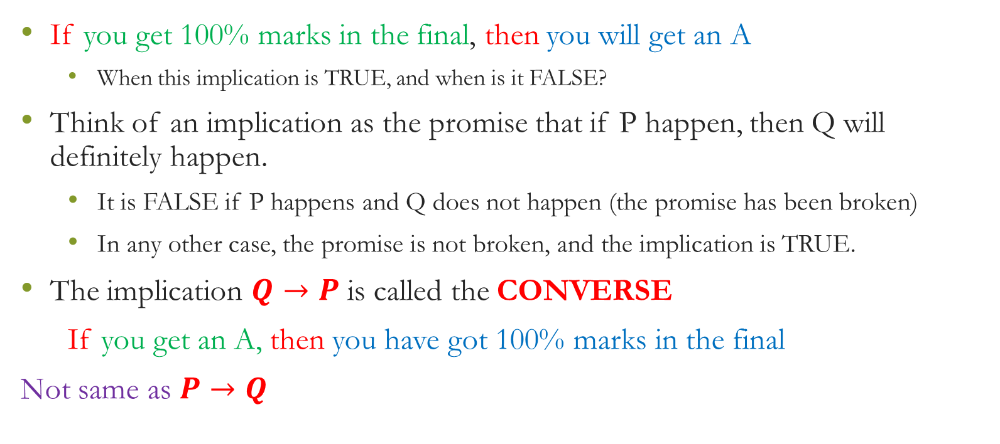 • If you get 100% marks in the final, then you will get an A
• When this implication is TRUE, and when is it FALSE?
• Think of an implication as the promise that if P happen, then Q will
definitely happen.
• It is FALSE if P happens and Q does not happen (the promise has been broken)
• In any other case, the promise is not broken, and the implication is TRUE.
• The implication Q → P is called the CONVERSE
If you get an A, then you have got 100% marks in the final
Not same as P → Q